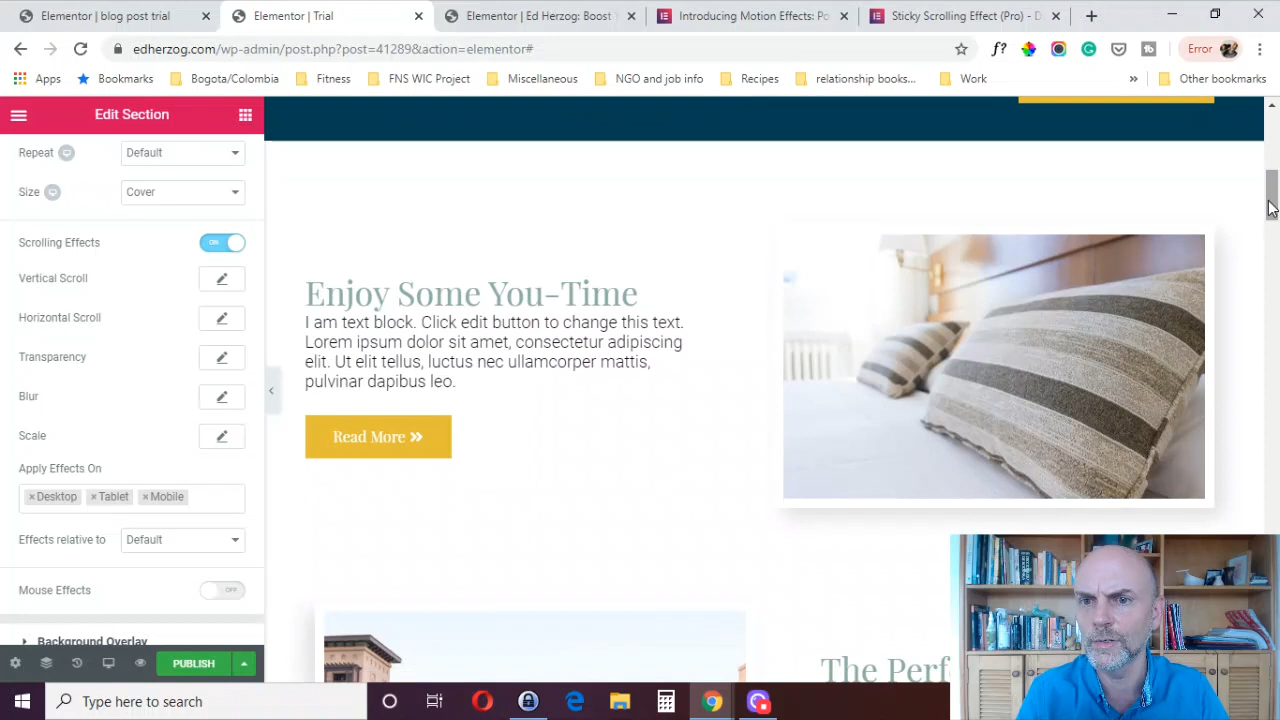 Elementor | blog post trial
Elementor | Trial
Elementor | Ed Herzog: Boost
Introducing Motion Effects: Po
Sticky Scrolling Effect (Pro) - D
edherzog.com/wp-admin/post.php?post=41289&action=elementor#
Error
Apps
Bookmarks
Bogota/Colombia
Fitness
FNS WIC Project
Miscellaneous
NGO and job info
Recipes
relationship books...
Work
Other bookmarks
Edit Section
Repeat
Default
Size
Cover
Scrolling Effects
ON
Vertical Scroll
Horizontal Scroll
Transparency
Blur
Scale
Apply Effects On
×Desktop ×Tablet ×Mobile
Effects relative to
Default
Mouse Effects
OFF
Background Overlay
PUBLISH
Enjoy Some You-Time
I am text block. Click edit button to change this text.
Lorem ipsum dolor sit amet, consectetur adipiscing
elit. Ut elit tellus, luctus nec ullamcorper mattis,
pulvinar dapibus leo.
Read More »
The Perf
Type here to search